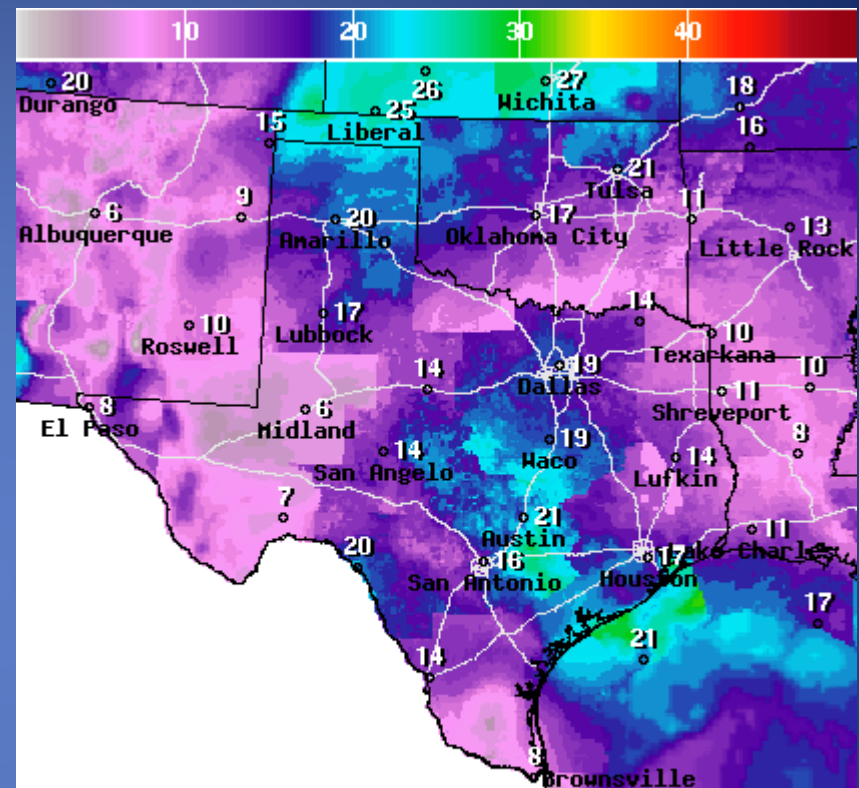 10 20 30 40
20 26 27 18
Durango Wichita
25
15 Liberal 16
21
Tulsa
6 9 20 17 11 13
Albuquerque Amarillo Oklahoma City Little Rock
10 17 14 10
Roswell Lubbock Texarkana
19
14 Dallas 11 10
8 6 Shreveport
El Paso Midland
19
14 Waco 14 8
San Angelo Lufkin
7 21 11
Austin
20 16 17 Lake Charles
San Antonio Houston
17
21
14
8
Brownsville